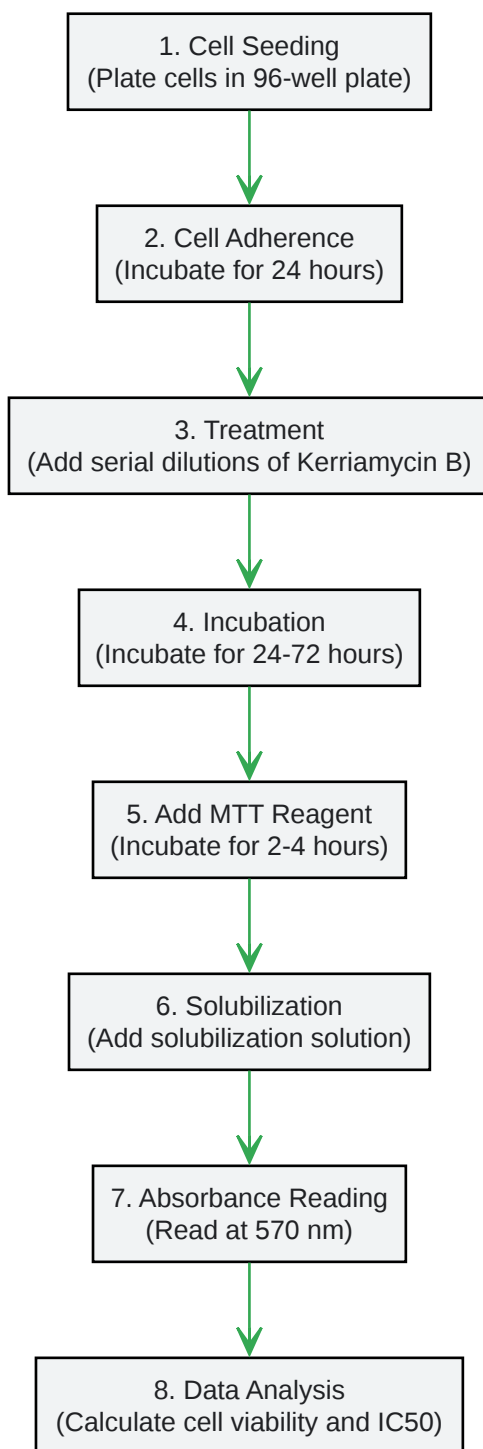 1. Cell Seeding
(Plate cells in 96-well plate)
2. Cell Adherence
(Incubate for 24 hours)
3. Treatment
(Add serial dilutions of Kerriamycin B)
4. Incubation
(Incubate for 24-72 hours)
5. Add MTT Reagent
(Incubate for 2-4 hours)
6. Solubilization
(Add solubilization solution)
7. Absorbance Reading
(Read at 570 nm)
8. Data Analysis
(Calculate cell viability and IC50)